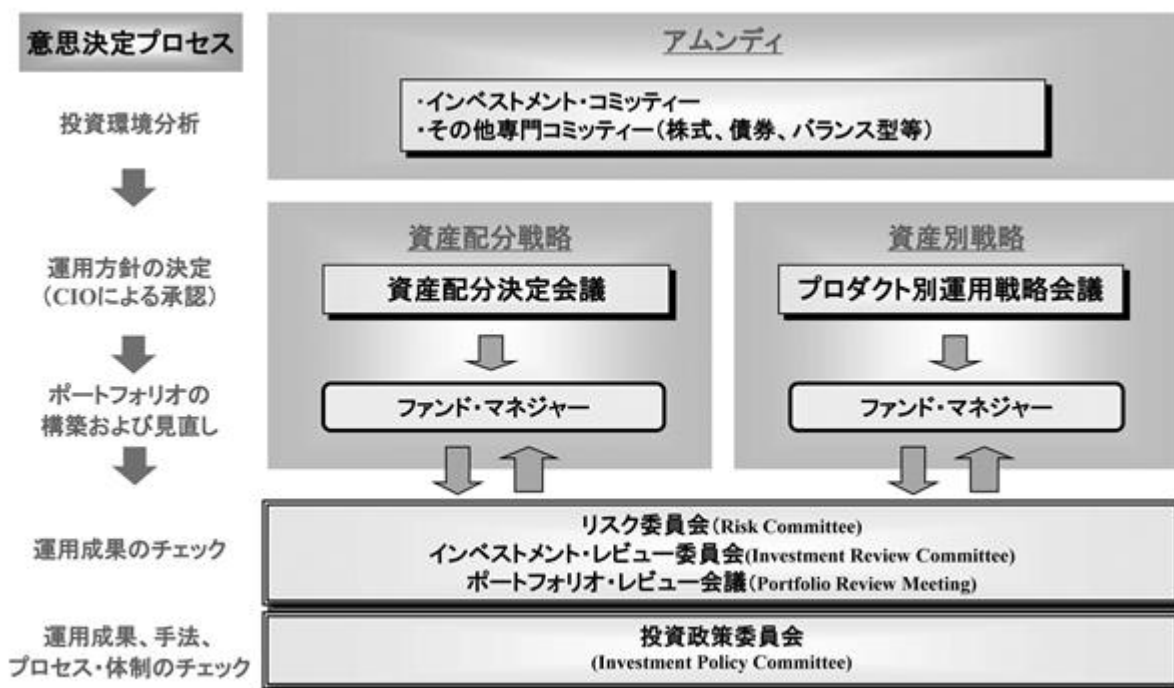 意思決定プロセス
アムンディ
・インベストメント・コミッティー
・その他専門コミッティー（株式、債券、バランス型等）
投資環境分析
資産配分戦略
資産別戦略
運用方針の決定
（CIOによる承認）
資産配分決定会議
プロダクト別運用戦略会議
ポートフォリオの
構築および見直し
ファンド・マネジャー
ファンド・マネジャー
運用成果のチェック
リスク委員会（Risk Committee）
インベストメント・レビュー委員会(Investment Review Committee)
ポートフォリオ・レビュー会議（Portfolio Review Meeting)
運用成果、手法、
プロセス・体制のチェック
投資政策委員会
(Investment Policy Committee)